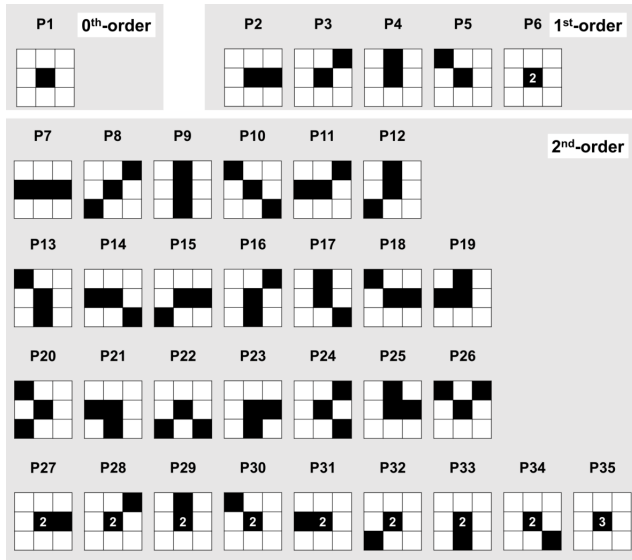 P1 0th-order
P2 P3 P4 P5 P6 1st-order
2
P7 P8 P9 P10 P11 P12 2nd-order
P13 P14 P15 P16 P17 P18 P19
P20 P21 P22 P23 P24 P25 P26
P27 P28 P29 P30 P31 P32 P33 P34 P35
2 2 2 2 2 2 2 2 3